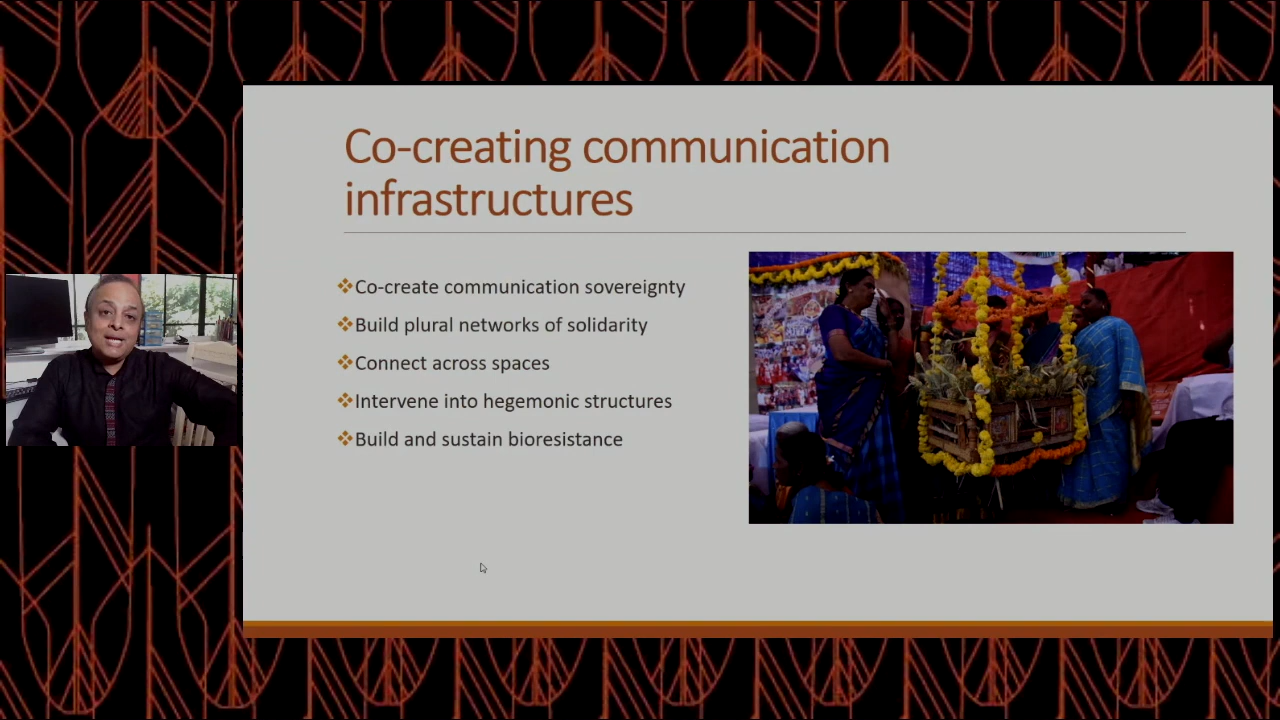 Co-creating communication
infrastructures
Co-create communication sovereignty
Build plural networks of solidarity
Connect across spaces
Intervene into hegemonic structures
Build and sustain bioresistance